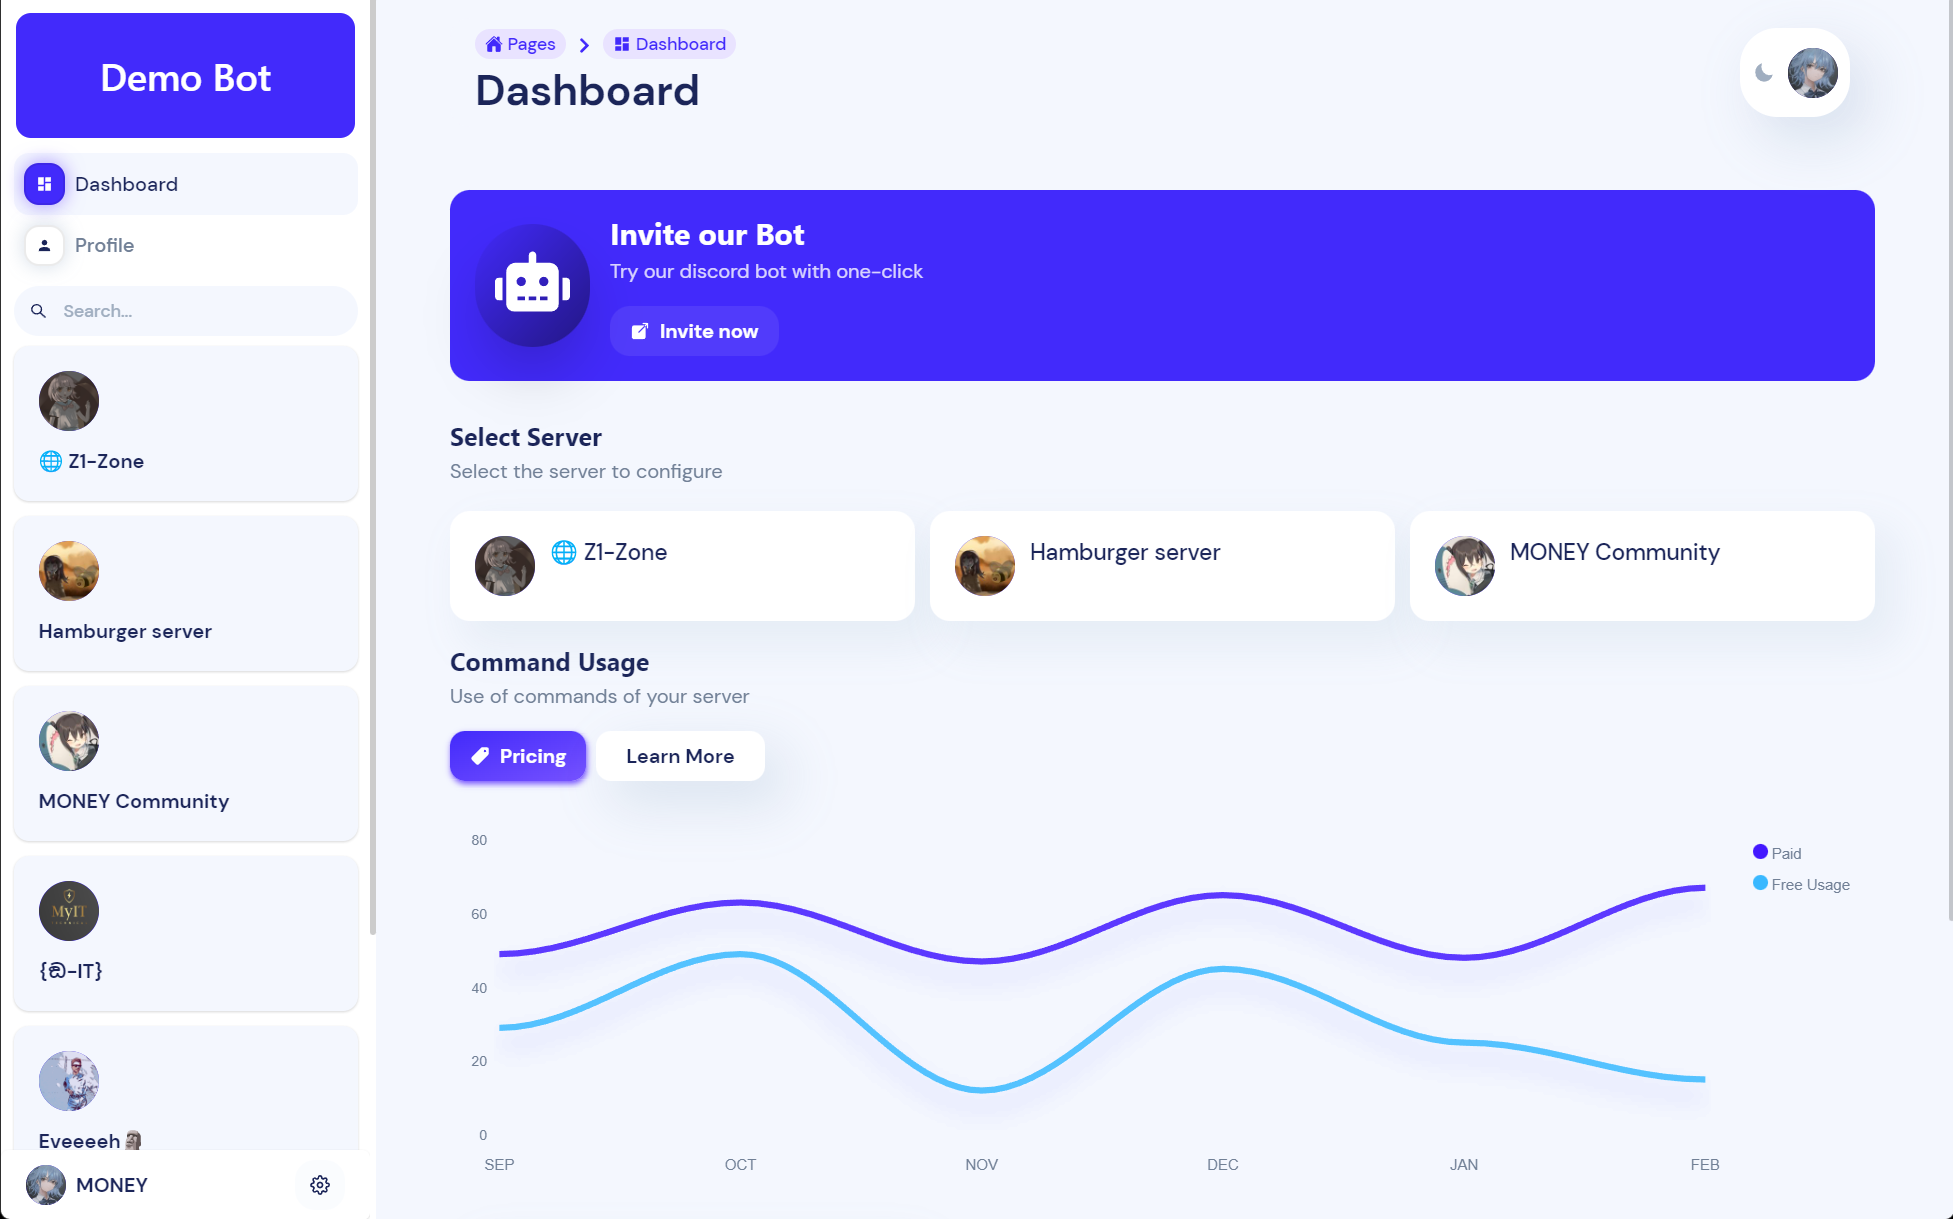 Demo Bot
Dashboard
Profile
Search...
🌐 Z1-Zone
Hamburger server
MONEY Community
MyIT
Eveeeeh 🗿
MONEY
Pages
Dashboard
Dashboard
Invite our Bot
Try our discord bot with one-click
Invite now
Select Server
Select the server to configure
🌐 Z1-Zone
Hamburger server
MONEY Community
Command Usage
Use of commands of your server
Pricing
Learn More
80
60
40
20
0
SEP OCT NOV DEC JAN FEB
Paid
Free Usage